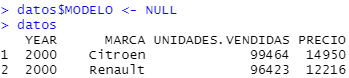 > datos$MODELO <- NULL
> datos
  YEAR   MARCA UNIDADES.VENDIDAS PRECIO
1 2000 Citroen             99464  14950
2 2000 Renault             96423  12216